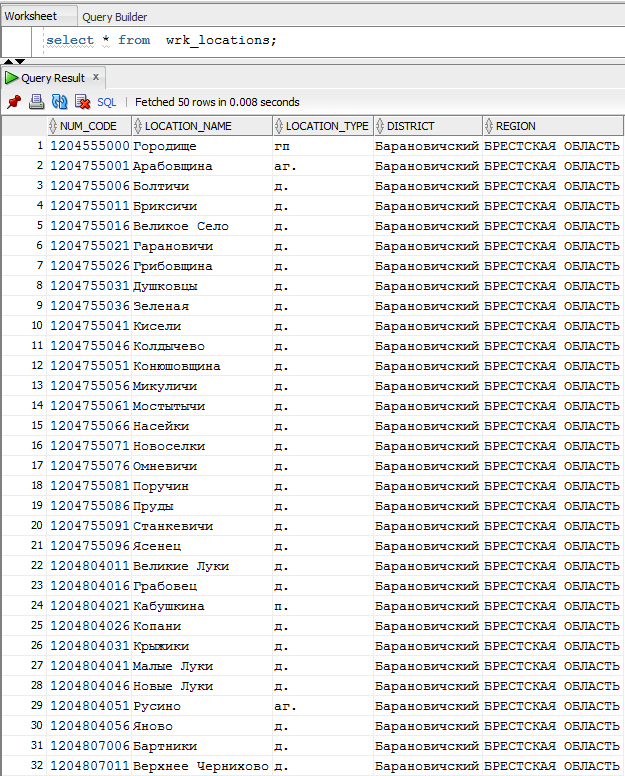 Worksheet Query Builder
select * from wrk_locations;
Query Result x
SQL | Fetched 50 rows in 0.008 seconds
NUM_CODE LOCATION_NAME LOCATION_TYPE DISTRICT REGION
1 1204555000 Городище гп Барановичский БРЕСТСКАЯ ОБЛАСТЬ
2 1204755001 Арабовщина аг. Барановичский БРЕСТСКАЯ ОБЛАСТЬ
3 1204755006 Болтичи д. Барановичский БРЕСТСКАЯ ОБЛАСТЬ
4 1204755011 Бриксичи д. Барановичский БРЕСТСКАЯ ОБЛАСТЬ
5 1204755016 Великое Село д. Барановичский БРЕСТСКАЯ ОБЛАСТЬ
6 1204755021 Гарановичи д. Барановичский БРЕСТСКАЯ ОБЛАСТЬ
7 1204755026 Грибовщина д. Барановичский БРЕСТСКАЯ ОБЛАСТЬ
8 1204755031 Душковцы д. Барановичский БРЕСТСКАЯ ОБЛАСТЬ
9 1204755036 Зеленая д. Барановичский БРЕСТСКАЯ ОБЛАСТЬ
10 1204755041 Кисели д. Барановичский БРЕСТСКАЯ ОБЛАСТЬ
11 1204755046 Колдычево д. Барановичский БРЕСТСКАЯ ОБЛАСТЬ
12 1204755051 Конюшовщина д. Барановичский БРЕСТСКАЯ ОБЛАСТЬ
13 1204755056 Микуличи д. Барановичский БРЕСТСКАЯ ОБЛАСТЬ
14 1204755061 Мостытычи д. Барановичский БРЕСТСКАЯ ОБЛАСТЬ
15 1204755066 Насейки д. Барановичский БРЕСТСКАЯ ОБЛАСТЬ
16 1204755071 Новоселки д. Барановичский БРЕСТСКАЯ ОБЛАСТЬ
17 1204755076 Омневичи д. Барановичский БРЕСТСКАЯ ОБЛАСТЬ
18 1204755081 Поручин д. Барановичский БРЕСТСКАЯ ОБЛАСТЬ
19 1204755086 Пруды д. Барановичский БРЕСТСКАЯ ОБЛАСТЬ
20 1204755091 Станкевичи д. Барановичский БРЕСТСКАЯ ОБЛАСТЬ
21 1204755096 Ясенец д. Барановичский БРЕСТСКАЯ ОБЛАСТЬ
22 1204804011 Великие Луки д. Барановичский БРЕСТСКАЯ ОБЛАСТЬ
23 1204804016 Грабовец д. Барановичский БРЕСТСКАЯ ОБЛАСТЬ
24 1204804021 Кабушкина п. Барановичский БРЕСТСКАЯ ОБЛАСТЬ
25 1204804026 Копани д. Барановичский БРЕСТСКАЯ ОБЛАСТЬ
26 1204804031 Крыжики д. Барановичский БРЕСТСКАЯ ОБЛАСТЬ
27 1204804041 Малые Луки д. Барановичский БРЕСТСКАЯ ОБЛАСТЬ
28 1204804046 Новые Луки д. Барановичский БРЕСТСКАЯ ОБЛАСТЬ
29 1204804051 Русино аг. Барановичский БРЕСТСКАЯ ОБЛАСТЬ
30 1204804056 Яново д. Барановичский БРЕСТСКАЯ ОБЛАСТЬ
31 1204807006 Бартники д. Барановичский БРЕСТСКАЯ ОБЛАСТЬ
32 1204807011 Верхнее Чернихово д. Барановичский БРЕСТСКАЯ ОБЛАСТЬ